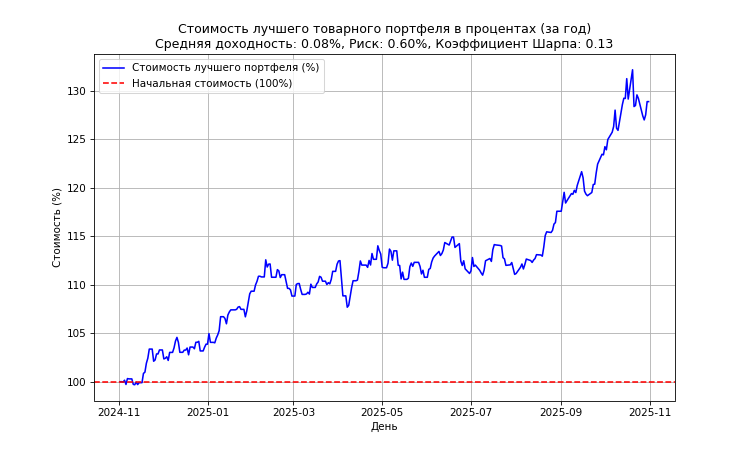 Стоимость лучшего товарного портфеля в процентах (за год)
Средняя доходность: 0.08%, Риск: 0.60%, Коэффициент Шарпа: 0.13
Стоимость лучшего портфеля (%)
Начальная стоимость (100%)
Стоимость (%)
130
125
120
115
110
105
100
2024-11
2025-01
2025-03
2025-05
2025-07
2025-09
2025-11
День